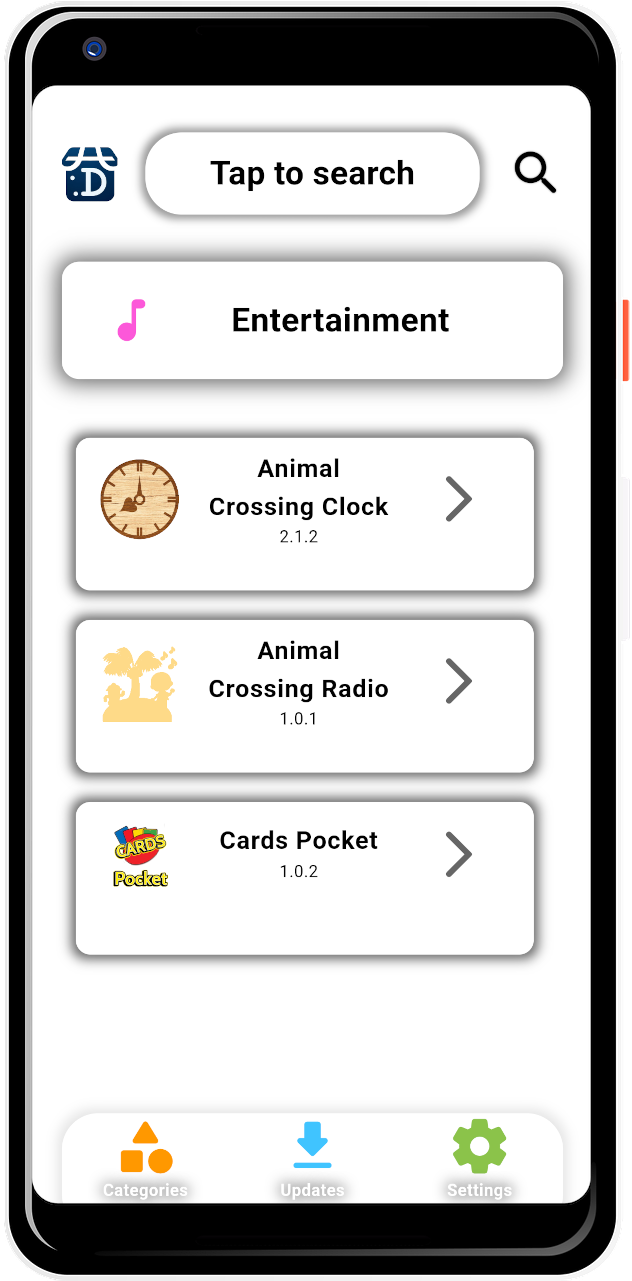 :D
Tap to search
Entertainment
Animal
Crossing Clock
2.1.2
Animal
Crossing Radio
1.0.1
CARDS
Pocket
Cards Pocket
1.0.2
Categories
Updates
Settings